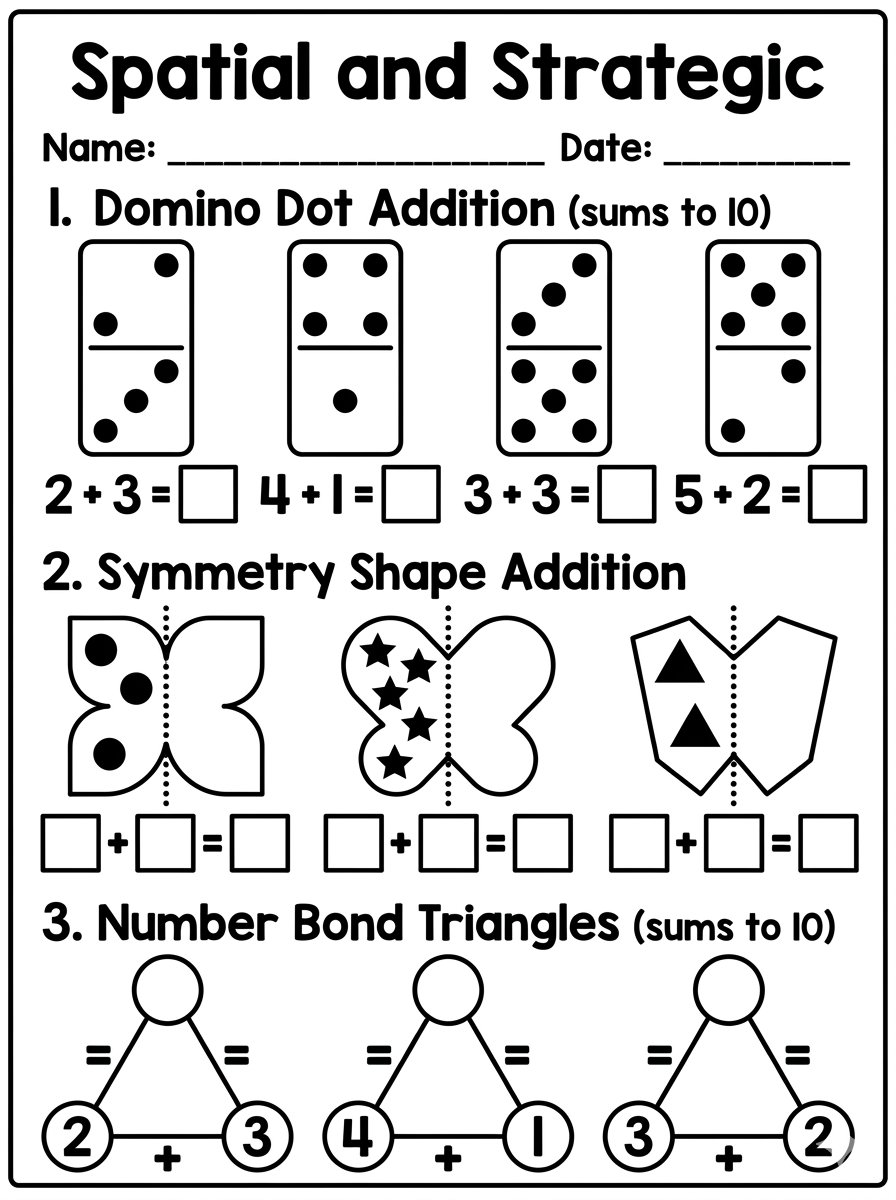 Spatial and Strategic
Name: ____________________ Date: __________
1. Domino Dot Addition (sums to 10)
2 + 3 = 4 + 1 = 3 + 3 = 5 + 2 =
2. Symmetry Shape Addition
+ = + = + =
3. Number Bond Triangles (sums to 10)
= = = = = =
2 3 4 1 3 2
+ + +